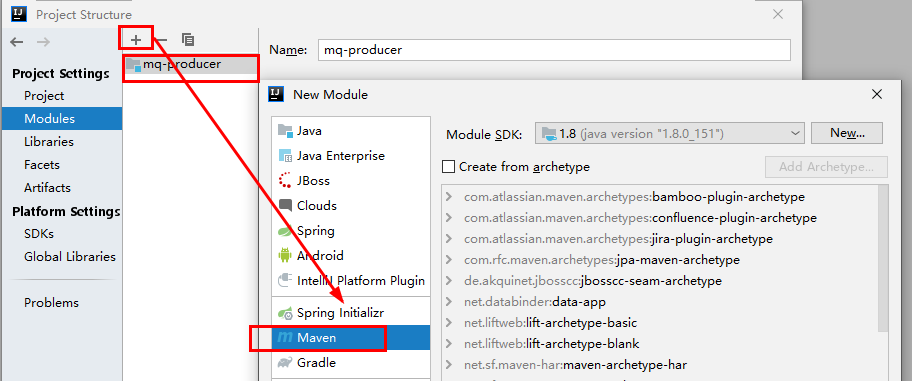 IJ Project Structure
Project Settings
Project
Modules
Libraries
Facets
Artifacts
Platform Settings
SDKs
Global Libraries
Problems
mq-producer
Name: mq-producer
IJ New Module
Java
Java Enterprise
JBoss
Clouds
Spring
Android
IntelliJ Platform Plugin
Spring Initializr
m Maven
Gradle
Module SDK: 1.8 (java version "1.8.0_151") New...
Create from archetype Add Archetype...
com.atlassian.maven.archetypes:bamboo-plugin-archetype
com.atlassian.maven.archetypes:confluence-plugin-archetype
com.atlassian.maven.archetypes:jira-plugin-archetype
com.rfc.maven.archetypes:jpa-maven-archetype
de.akquinet.jbosscc:jbosscc-seam-archetype
net.databinder:data-app
net.liftweb:lift-archetype-basic
net.liftweb:lift-archetype-blank
net.sf.maven-har:maven-archetype-har